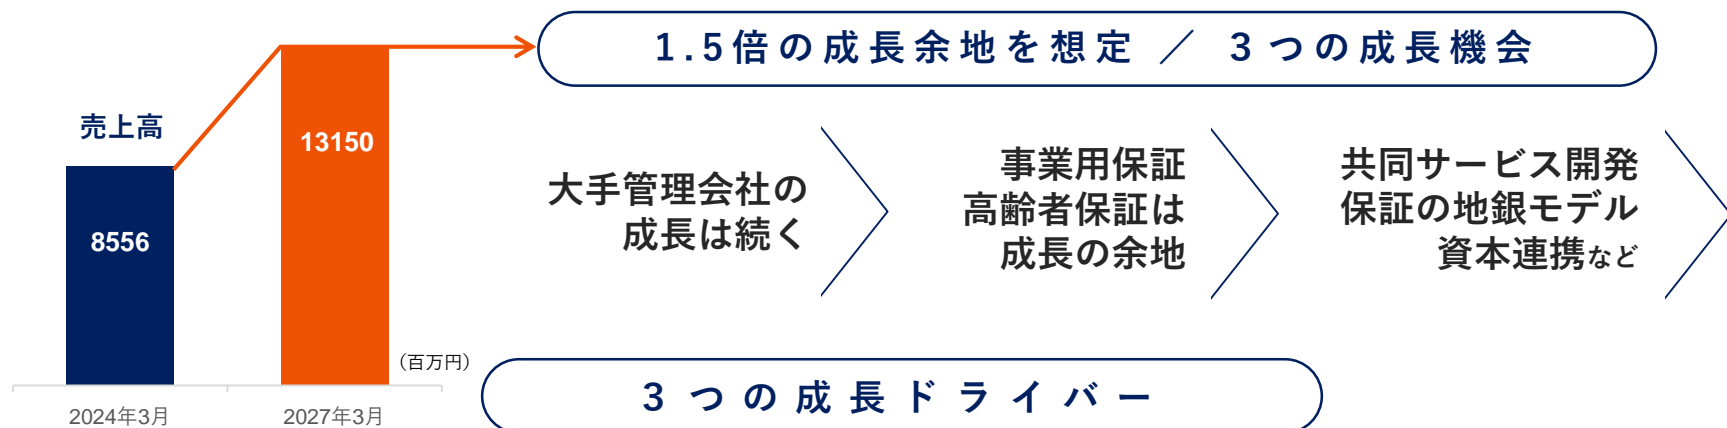 1.5倍の成長余地を想定 ／ 3つの成長機会
売上高
8556
13150
（百万円）
2024年3月
2027年3月
大手管理会社の
成長は続く
事業用保証
高齢者保証は
成長の余地
共同サービス開発
保証の地銀モデル
資本連携など
3つの成長ドライバー